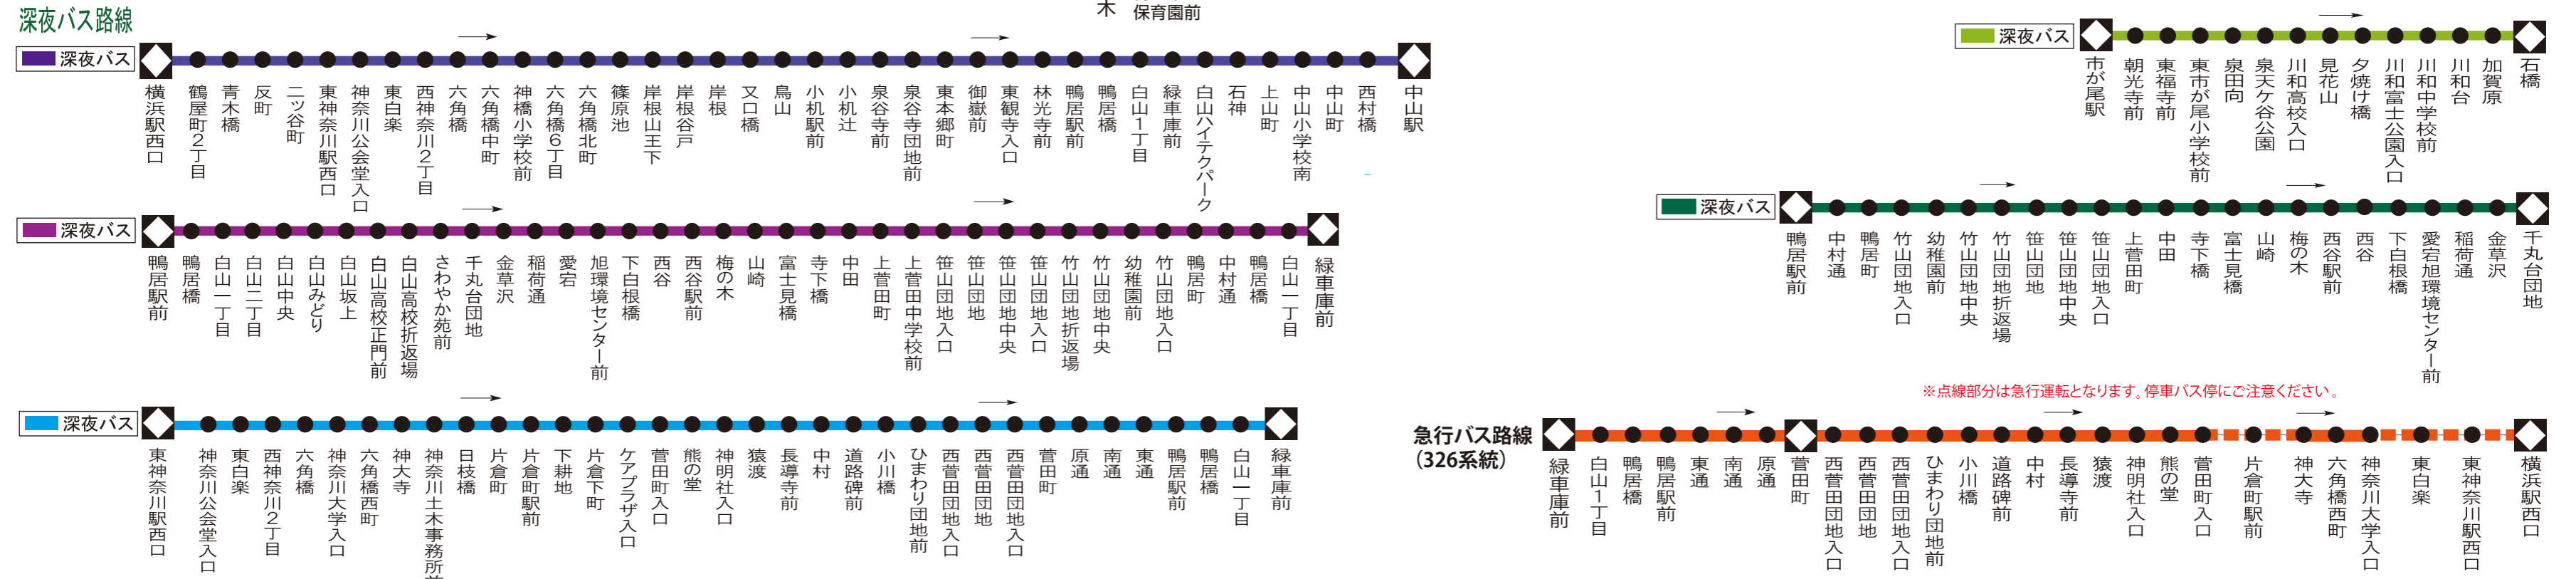 木
保育園前
深夜バス路線
深夜バス
横浜駅西口
鶴屋町2丁目
青木橋
反町
二ッ谷町
東神奈川駅西口
神奈川公会堂入口
東白楽
西神奈川2丁目
六角橋
六角橋中町
神橋小学校前
六角橋6丁目
六角橋北町
篠原池
岸根山王下
岸根谷戸
岸根
又口橋
鳥山
小机駅前
小机辻
泉谷寺前
泉谷寺団地前
東本郷町
御嶽前
東観寺入口
林光寺前
鴨居駅前
鴨居橋
白山1丁目
緑車庫前
白山ハイテクパーク
石神
上山町
中山小学校南
中山町
西村橋
中山駅
深夜バス
鴨居駅前
鴨居橋
白山一丁目
白山二丁目
白山中央
白山みどり
白山坂上
白山高校正門前
白山高校折返場
さわやか苑前
千丸台団地
金草沢
稲荷通
愛宕
旭環境センター前
下白根橋
西谷
西谷駅前
梅の木
山崎
富士見橋
寺下橋
中田
上菅田町
上菅田中学校前
笹山団地入口
笹山団地
笹山団地中央
笹山団地入口
竹山団地折返場
竹山団地中央
幼稚園前
竹山団地入口
鴨居町
中村通
鴨居橋
白山一丁目
緑車庫前
深夜バス
東神奈川駅西口
神奈川公会堂入口
東白楽
西神奈川2丁目
六角橋
神奈川大学入口
六角橋西町
神大寺
神奈川土木事務所前
日枝橋
片倉町
片倉町駅前
下耕地
片倉下町
ケアプラザ入口
菅田町入口
熊の堂
神明社入口
猿渡
長導寺前
中村
道路碑前
小川橋
ひまわり団地前
西菅田団地入口
西菅田団地
西菅田団地入口
菅田町
原通
南通
東通
鴨居駅前
鴨居橋
白山一丁目
緑車庫前
深夜バス
市が尾駅
朝光寺前
東福寺前
東市が尾小学校前
泉田向
泉天ケ谷公園
川和高校入口
見花山
夕焼け橋
川和富士公園入口
川和中学校前
川和台
加賀原
石橋
深夜バス
鴨居駅前
中村通
鴨居町
竹山団地入口
幼稚園前
竹山団地中央
竹山団地折返場
笹山団地
笹山団地中央
笹山団地入口
上菅田町
中田
寺下橋
富士見橋
山崎
梅の木
西谷駅前
西谷
下白根橋
愛宕旭環境センター前
稲荷通
金草沢
千丸台団地
※点線部分は急行運転となります。停車バス停にご注意ください。
急行バス路線
（326系統）
緑車庫前
白山1丁目
鴨居橋
鴨居駅前
東通
南通
原通
菅田町
西菅田団地入口
西菅田団地
西菅田団地入口
ひまわり団地前
小川橋
道路碑前
中村
長導寺前
猿渡
神明社入口
熊の堂
菅田町入口
片倉町駅前
神大寺
六角橋西町
神奈川大学入口
東白楽
東神奈川駅西口
横浜駅西口